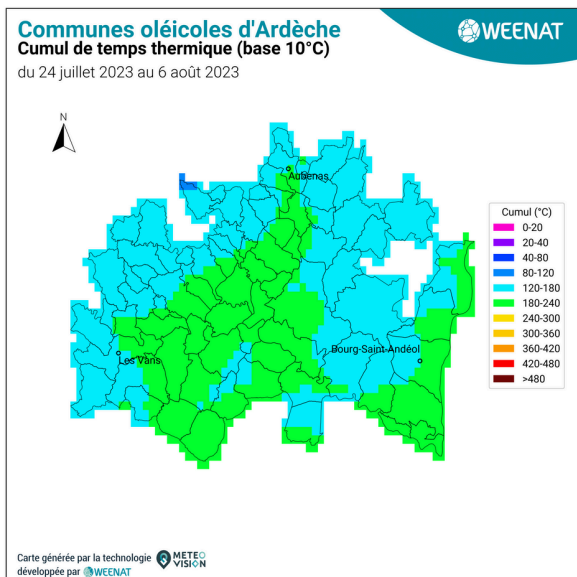 Communes oléicoles d'Ardèche
WEENAT
Cumul de temps thermique (base 10°C)
du 24 juillet 2023 au 6 août 2023
N
Aubenas
Cumul (°C)
0-20
20-40
40-80
80-120
120-180
180-240
240-300
300-360
360-420
420-480
>480
Bourg-Saint-Andéol
Les Vans
Carte générée par la technologie METEO VISION
développée par WEENAT